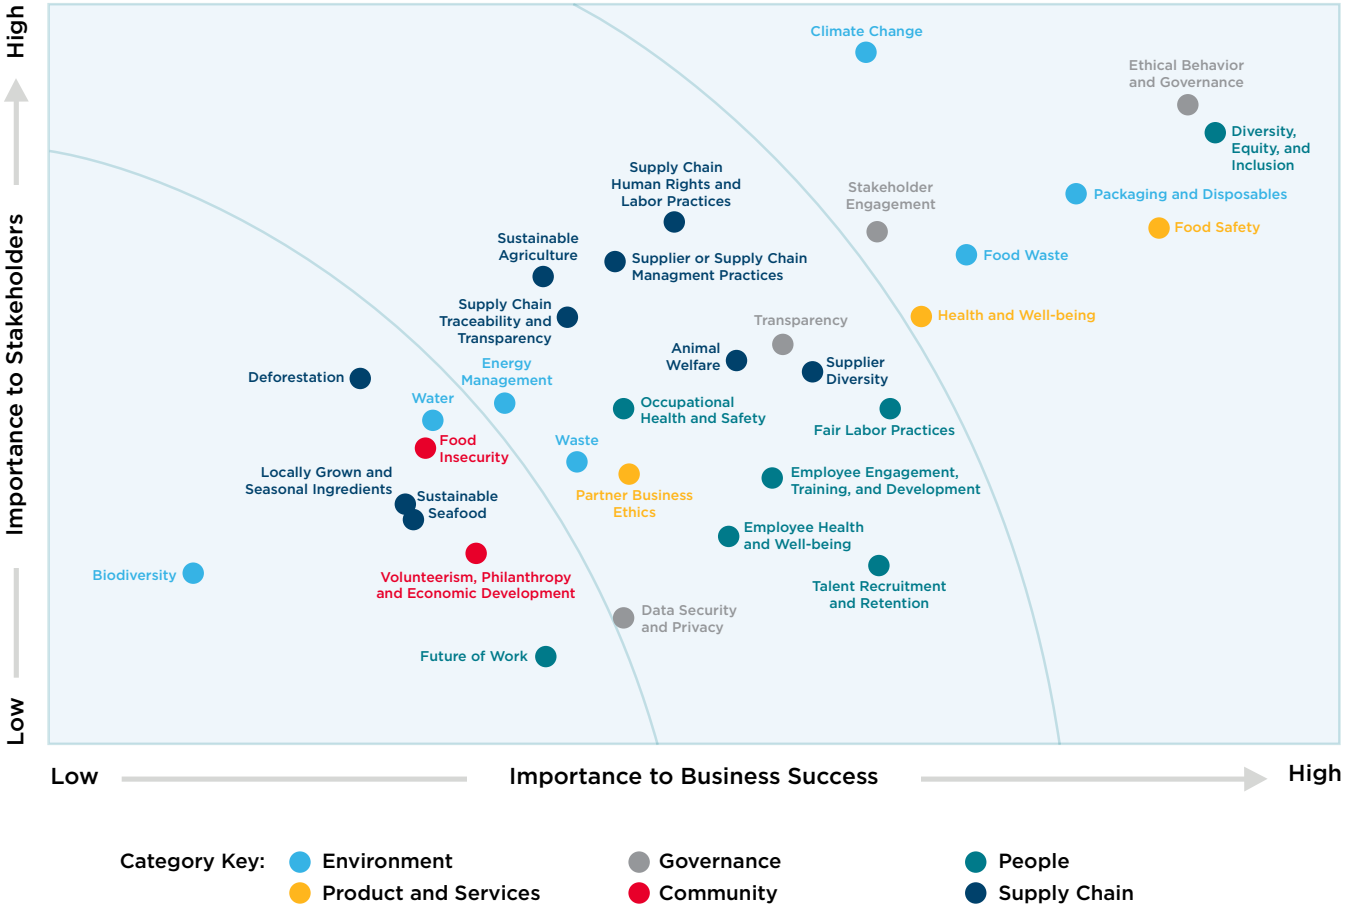 High
Importance to Stakeholders
Low
Climate Change
Ethical Behavior
and Governance
Diversity,
Equity, and
Inclusion
Supply Chain
Human Rights and
Labor Practices
Stakeholder
Engagement
Packaging and Disposables
Food Safety
Sustainable
Agriculture
Supplier or Supply Chain
Managment Practices
Food Waste
Supply Chain
Traceability and
Transparency
Transparency
Health and Well-being
Animal
Welfare
Supplier
Diversity
Energy
Management
Deforestation
Water
Occupational
Health and Safety
Fair Labor Practices
Food
Insecurity
Waste
Locally Grown and
Seasonal Ingredients
Sustainable
Seafood
Partner Business
Ethics
Employee Engagement,
Training, and Development
Employee Health
and Well-being
Biodiversity
Volunteerism, Philanthropy
and Economic Development
Talent Recruitment
and Retention
Data Security
and Privacy
Future of Work
Low
Importance to Business Success
High
Category Key:
Environment
Governance
People
Product and Services
Community
Supply Chain